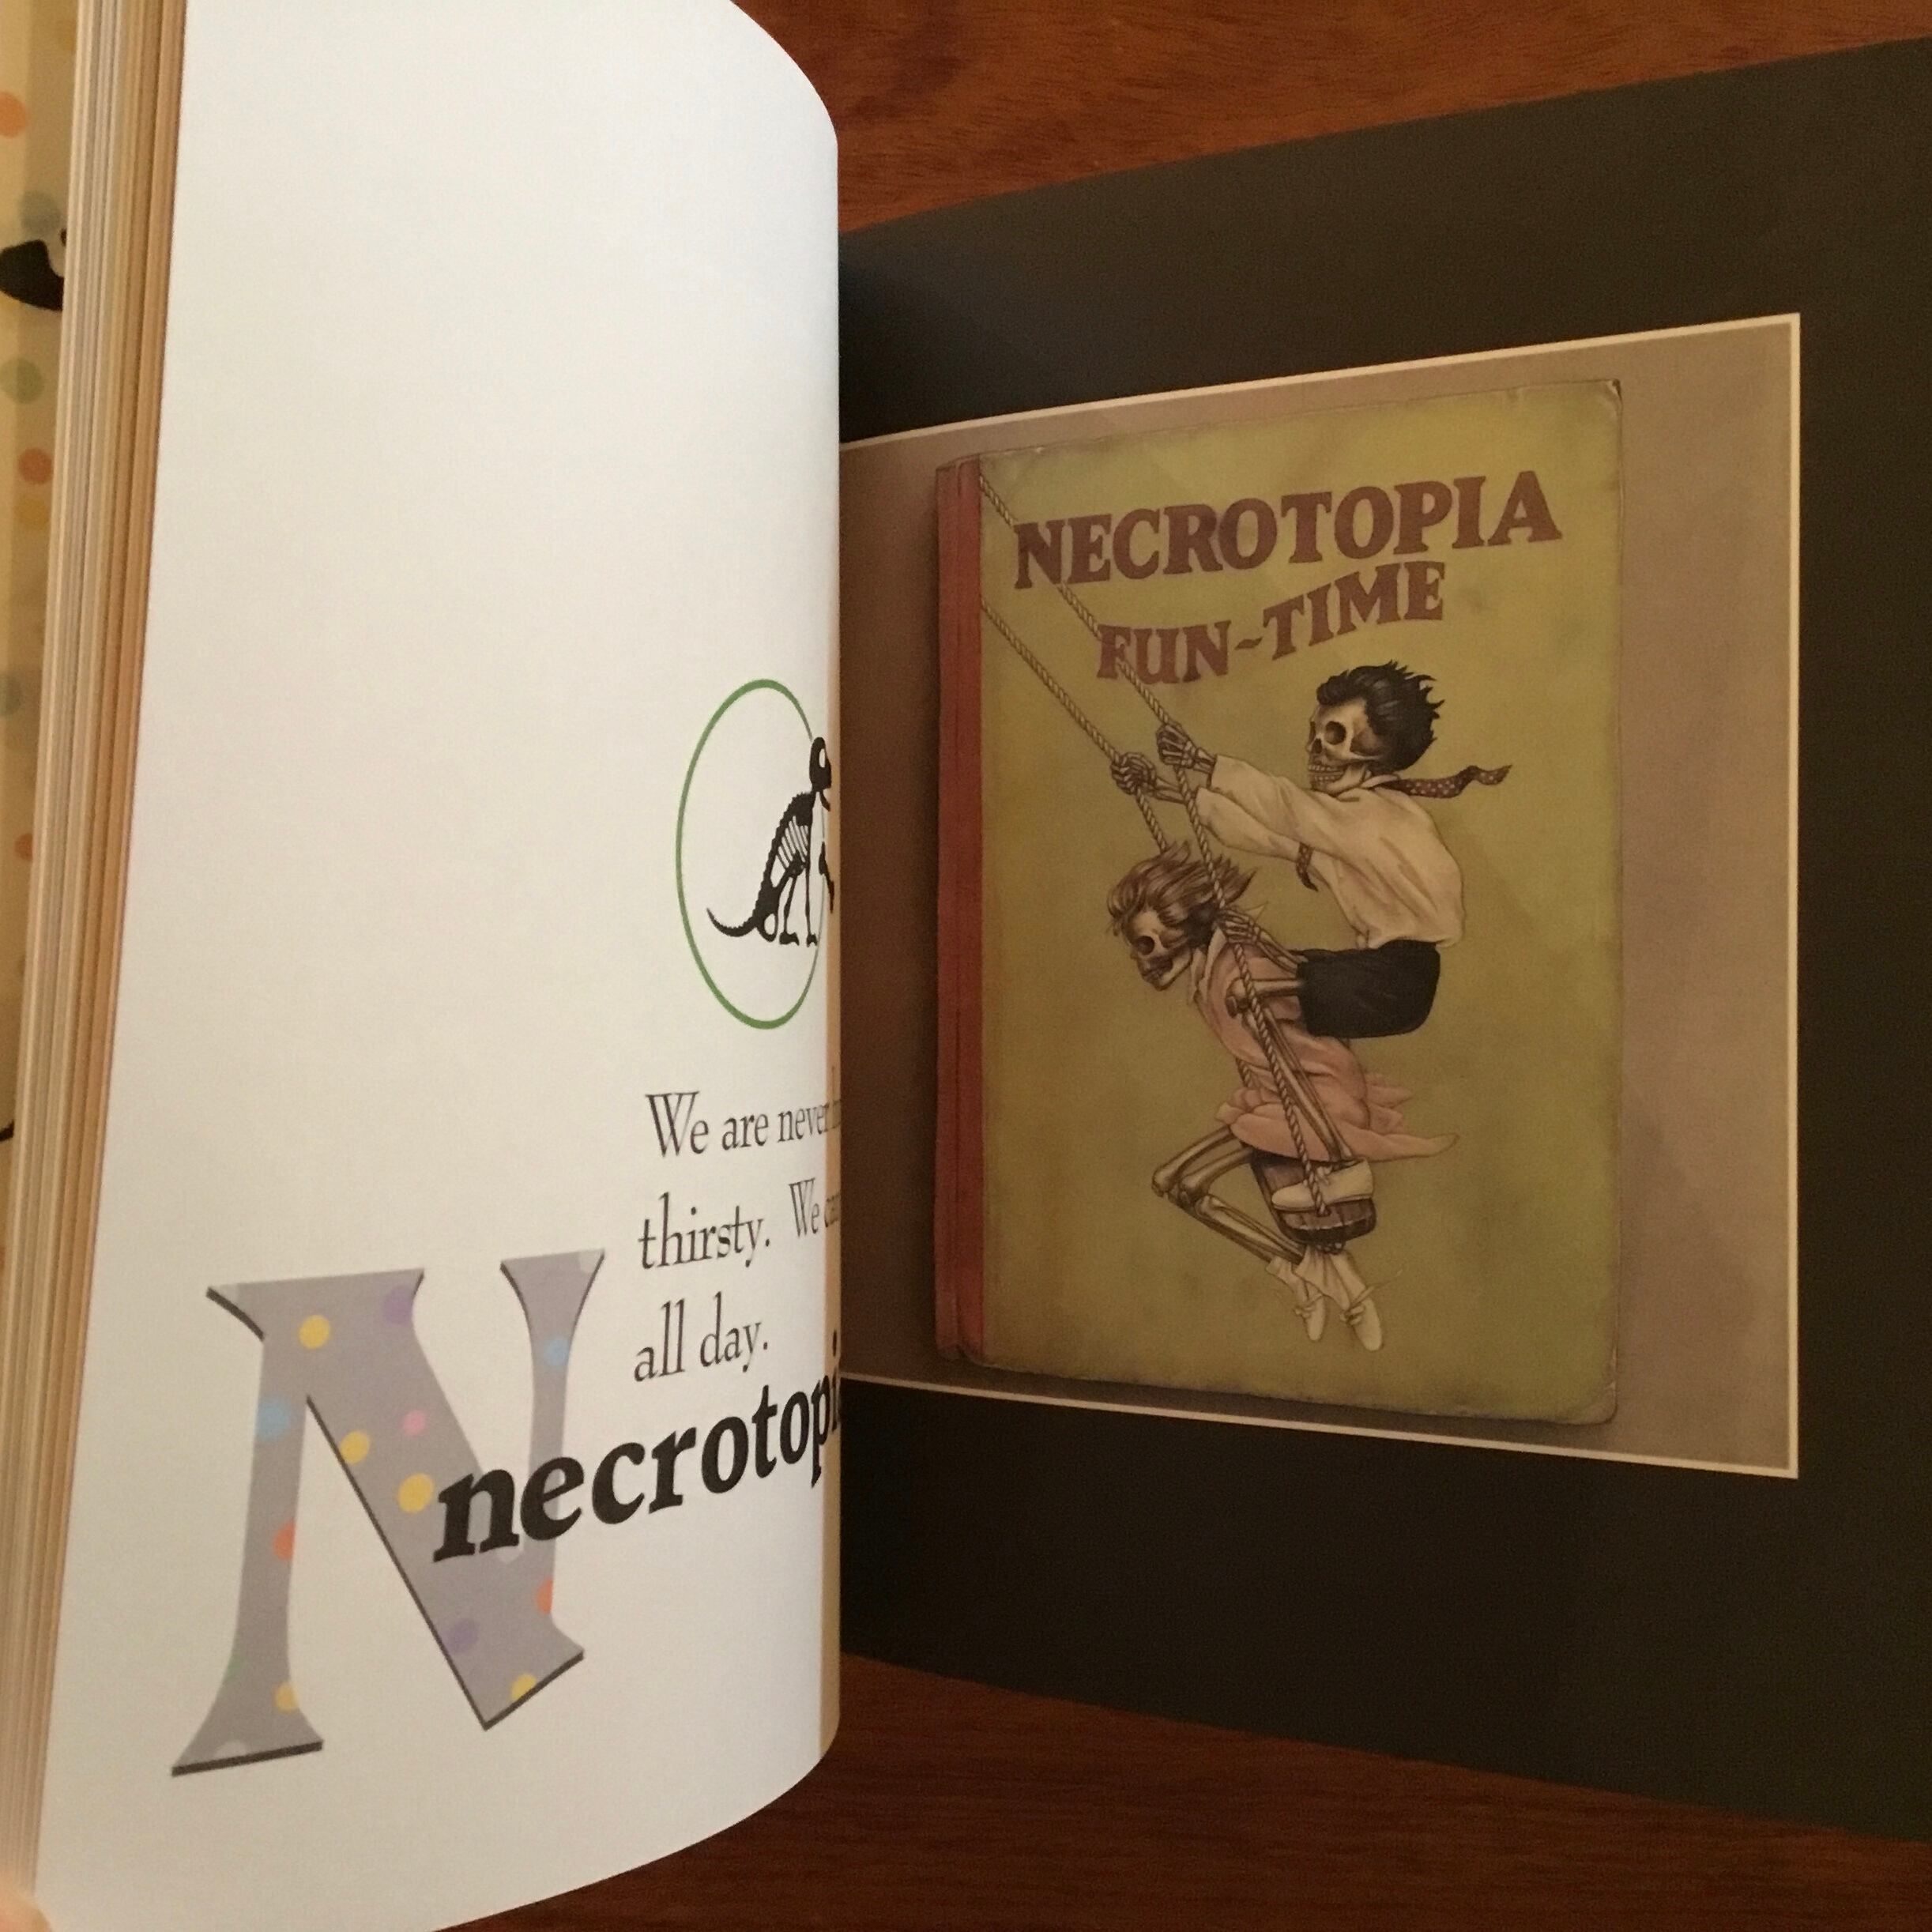 We are never
thirsty. We
all day.
N
necrotopi
NECROTOPIA
FUN-TIME